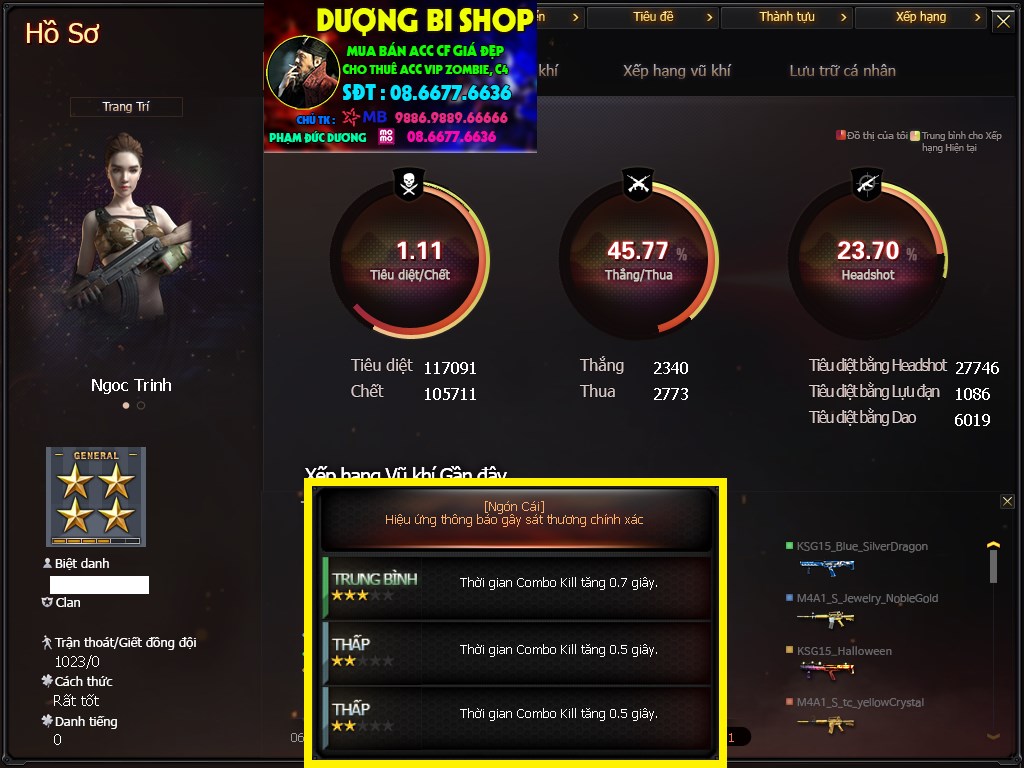 Hồ Sơ
Tiêu đề
Thành tựu
Xếp hạng
DƯỢNG BI SHOP
MUA BÁN ACC CF GIÁ ĐẸP
CHO THUÊ ACC VIP ZOMBIE, C4
SĐT : 08.6677.6636
CHỦ TK : MB 9886.9889.66666
PHẠM ĐỨC DƯƠNG mo mo 08.6677.6636
khí
Xếp hạng vũ khí
Lưu trữ cá nhân
Trang Trí
Đồ thị của tôi
Trung bình cho Xếp
hạng Hiện tại
1.11
Tiêu diệt/Chết
45.77 %
Thắng/Thua
23.70 %
Headshot
Tiêu diệt 117091
Chết 105711
Thắng 2340
Thua 2773
Tiêu diệt bằng Headshot 27746
Tiêu diệt bằng Lựu đạn 1086
Tiêu diệt bằng Dao 6019
Ngoc Trinh
GENERAL
Biệt danh
Clan
Trận thoát/Giết đồng đội
1023/0
Cách thức
Rất tốt
Danh tiếng
0
Xếp hạng Vũ khí Gần đây
[Ngón Cái]
Hiệu ứng thông báo gây sát thương chính xác
TRUNG BÌNH
Thời gian Combo Kill tăng 0.7 giây.
THẤP
Thời gian Combo Kill tăng 0.5 giây.
THẤP
Thời gian Combo Kill tăng 0.5 giây.
06
1
KSG15_Blue_SilverDragon
M4A1_S_Jewelry_NobleGold
KSG15_Halloween
M4A1_S_tc_yellowCrystal